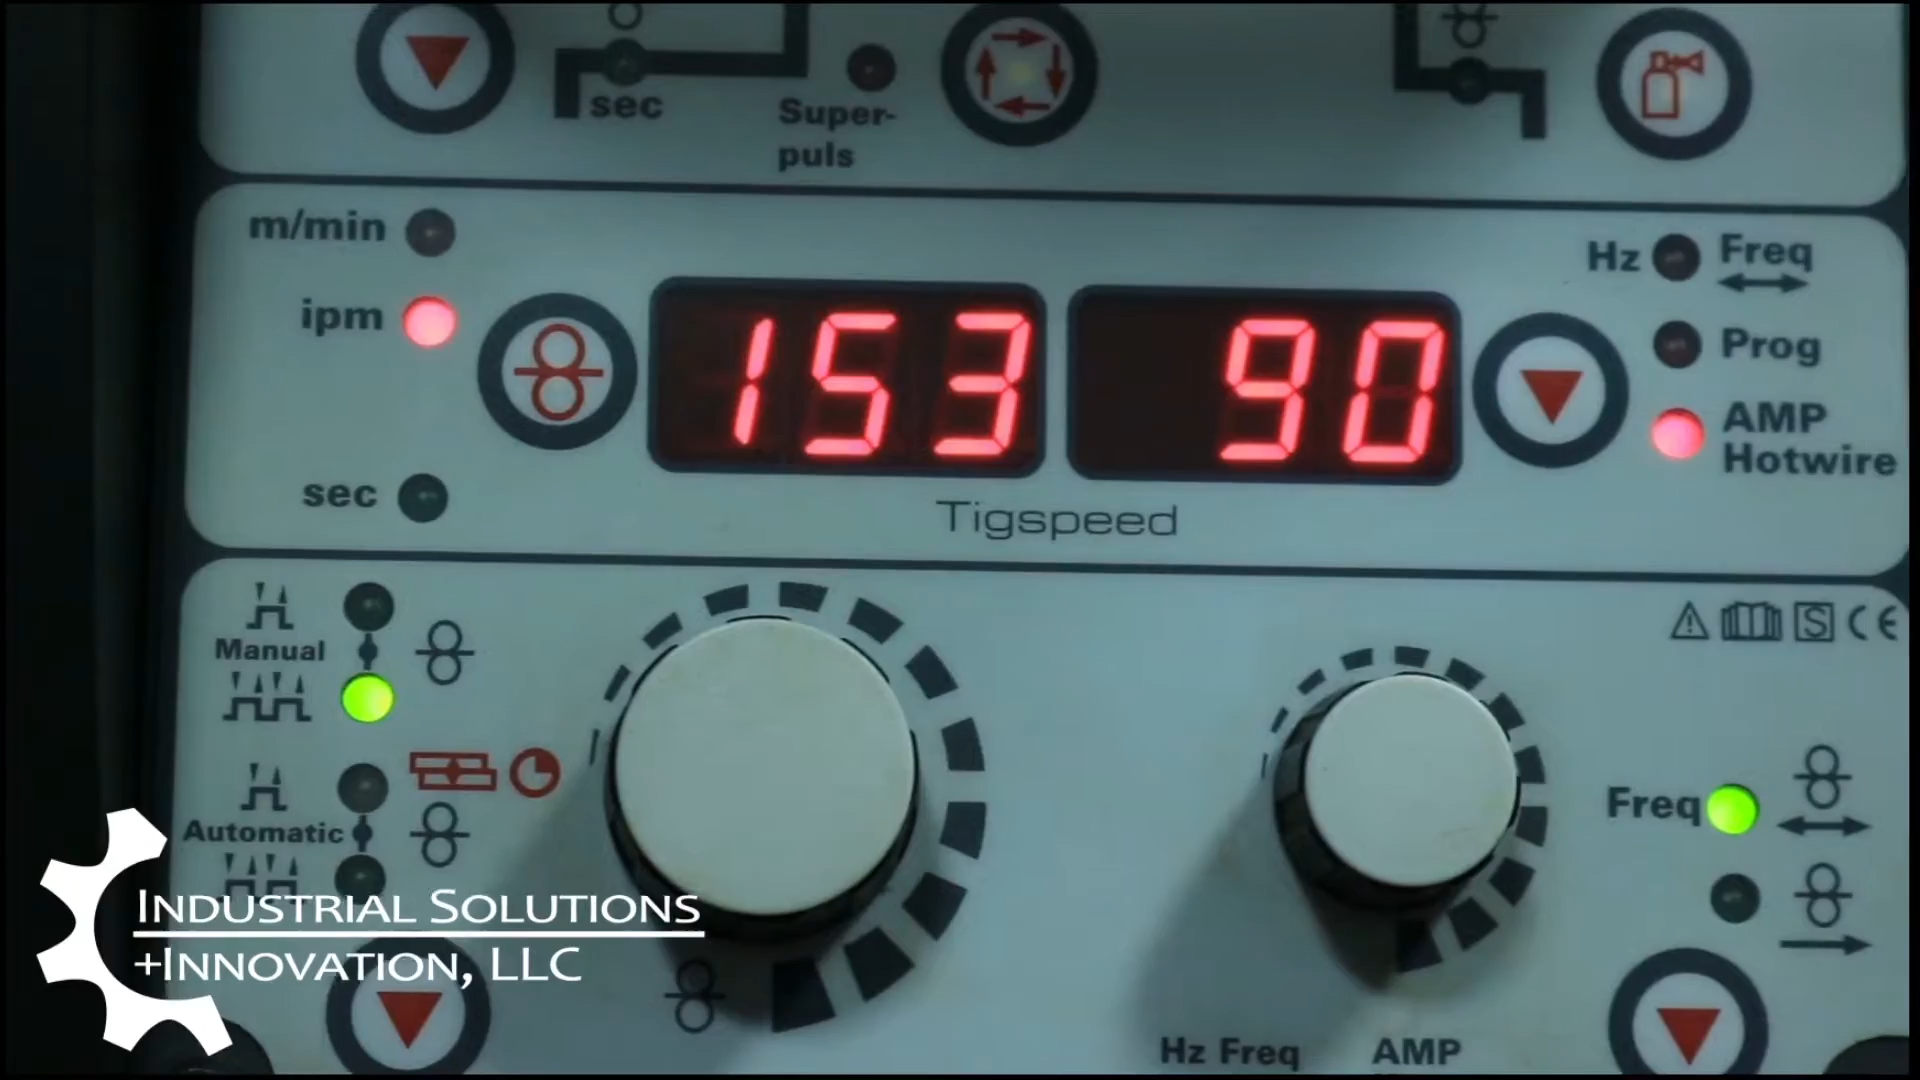 sec
Super-
puls
m/min
ipm
sec
153
90
Hz
Freq
Prog
AMP
Hotwire
Tigspeed
Manual
Automatic
S CE
Freq
Hz Freq
AMP
INDUSTRIAL SOLUTIONS
+INNOVATION, LLC